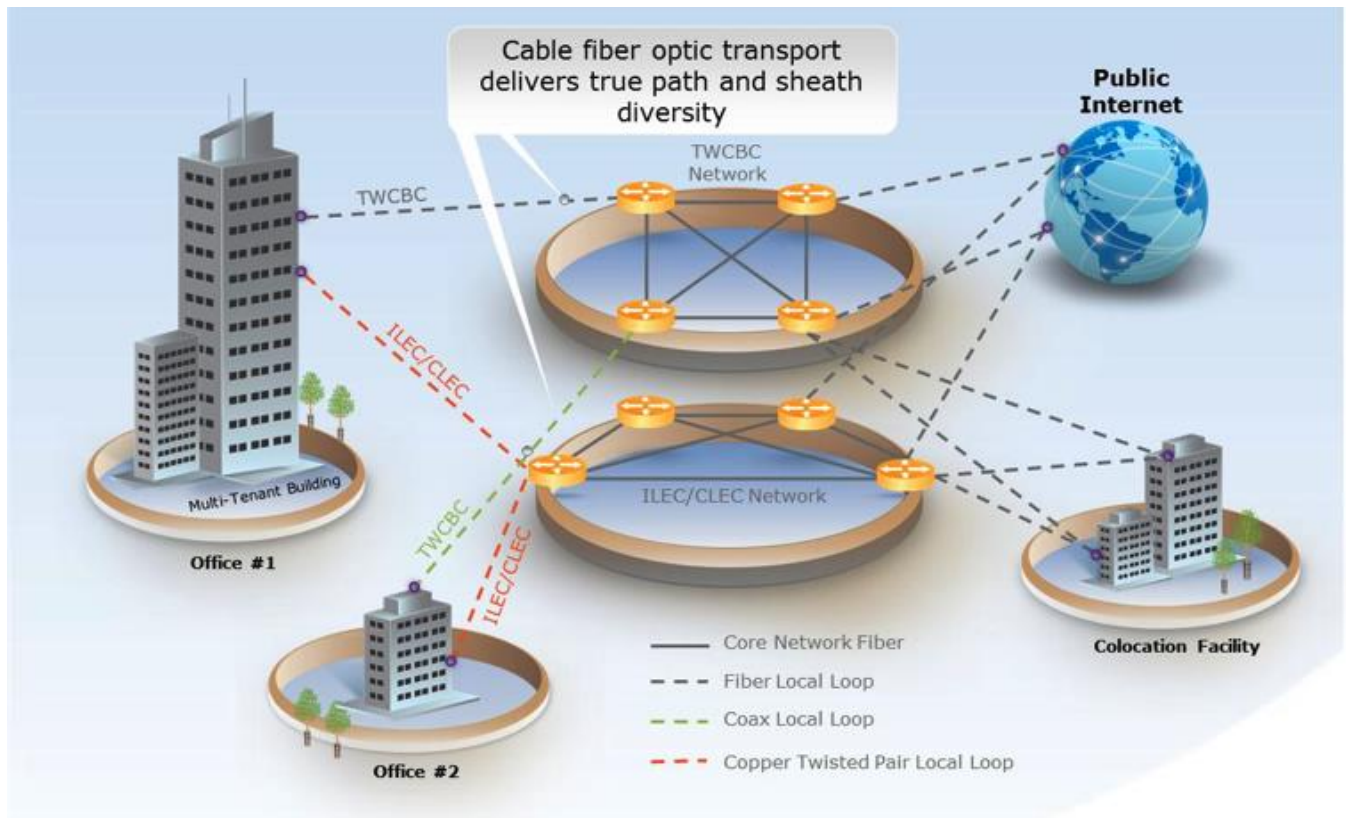 Cable fiber optic transport
delivers true path and sheath
diversity
Public
Internet
TWCBC
Network
TWCBC
ILEC/CLEC
Multi-Tenant Building
Office #1
ILEC/CLEC Network
TWCBC
ILEC/CLEC
Office #2
Colocation Facility
Core Network Fiber
Fiber Local Loop
Coax Local Loop
Copper Twisted Pair Local Loop